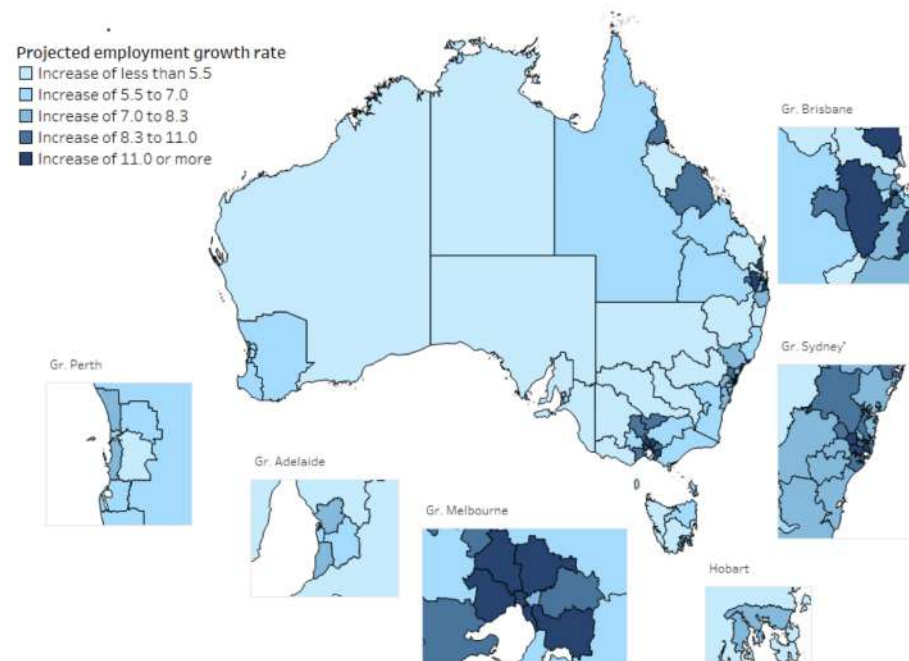 Projected employment growth rate
Increase of less than 5.5
Increase of 5.5 to 7.0
Increase of 7.0 to 8.3
Increase of 8.3 to 11.0
Increase of 11.0 or more
Gr. Brisbane
Gr. Perth
Gr. Sydney*
Gr. Adelaide
Gr. Melbourne
Hobart